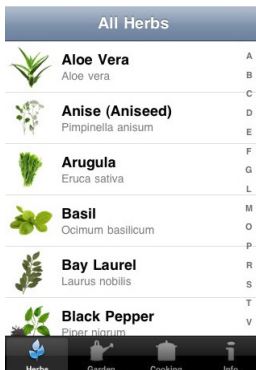 All Herbs
Aloe Vera
Aloe vera
Anise (Aniseed)
Pimpinella anisum
Arugula
Eruca sativa
Basil
Ocimum basilicum
Bay Laurel
Laurus nobilis
Black Pepper
Piper nigrum
A
B
C
D
E
F
G
L
M
O
P
R
S
T
V
Herbs
Garden
Cooking
Info